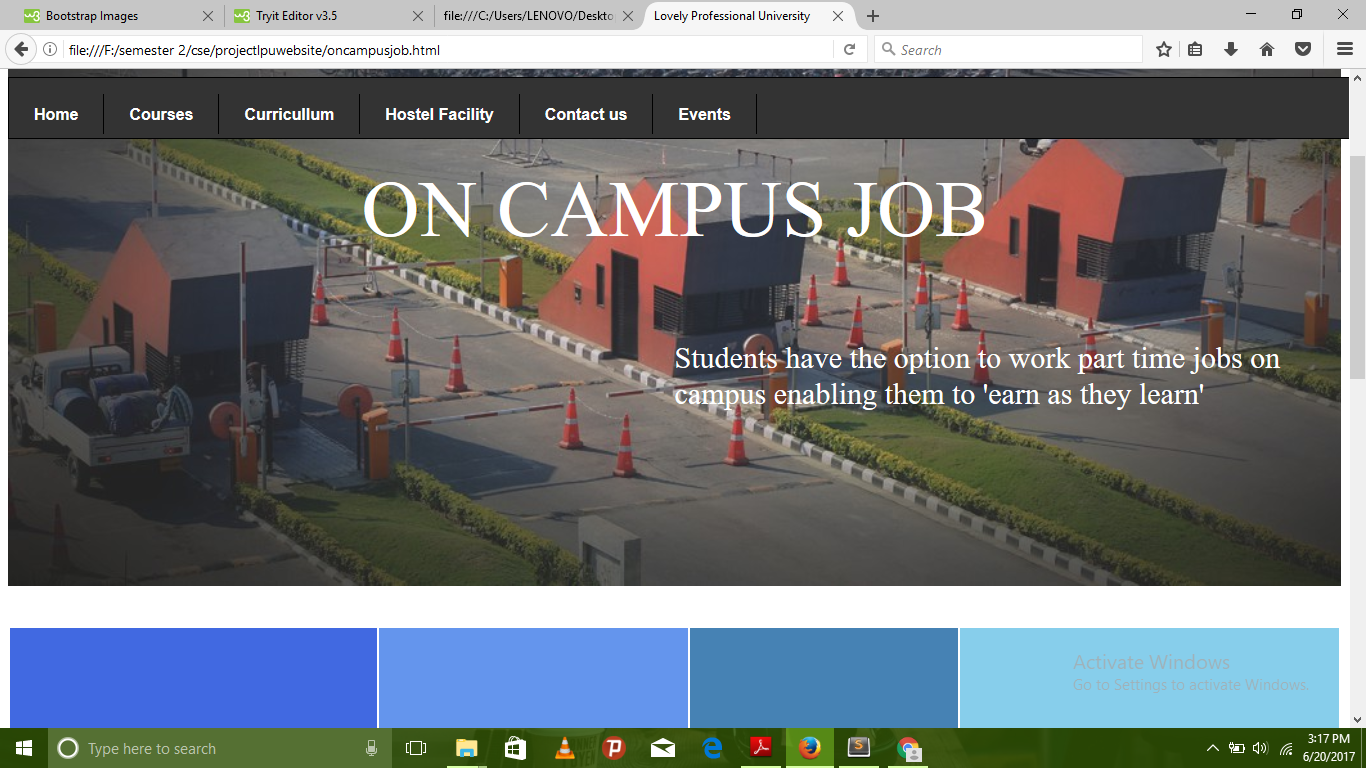 Bootstrap Images
Tryit Editor v3.5
file:///C:/Users/LENOVO/Deskto
Lovely Professional University
file:///F:/semester 2/cse/projectlpuwebsite/oncampusjob.html
Search
Home
Courses
Curricullum
Hostel Facility
Contact us
Events
ON CAMPUS JOB
Students have the option to work part time jobs on
campus enabling them to 'earn as they learn'
Activate Windows
Go to Settings to activate Windows.
Type here to search
3:17 PM
6/20/2017